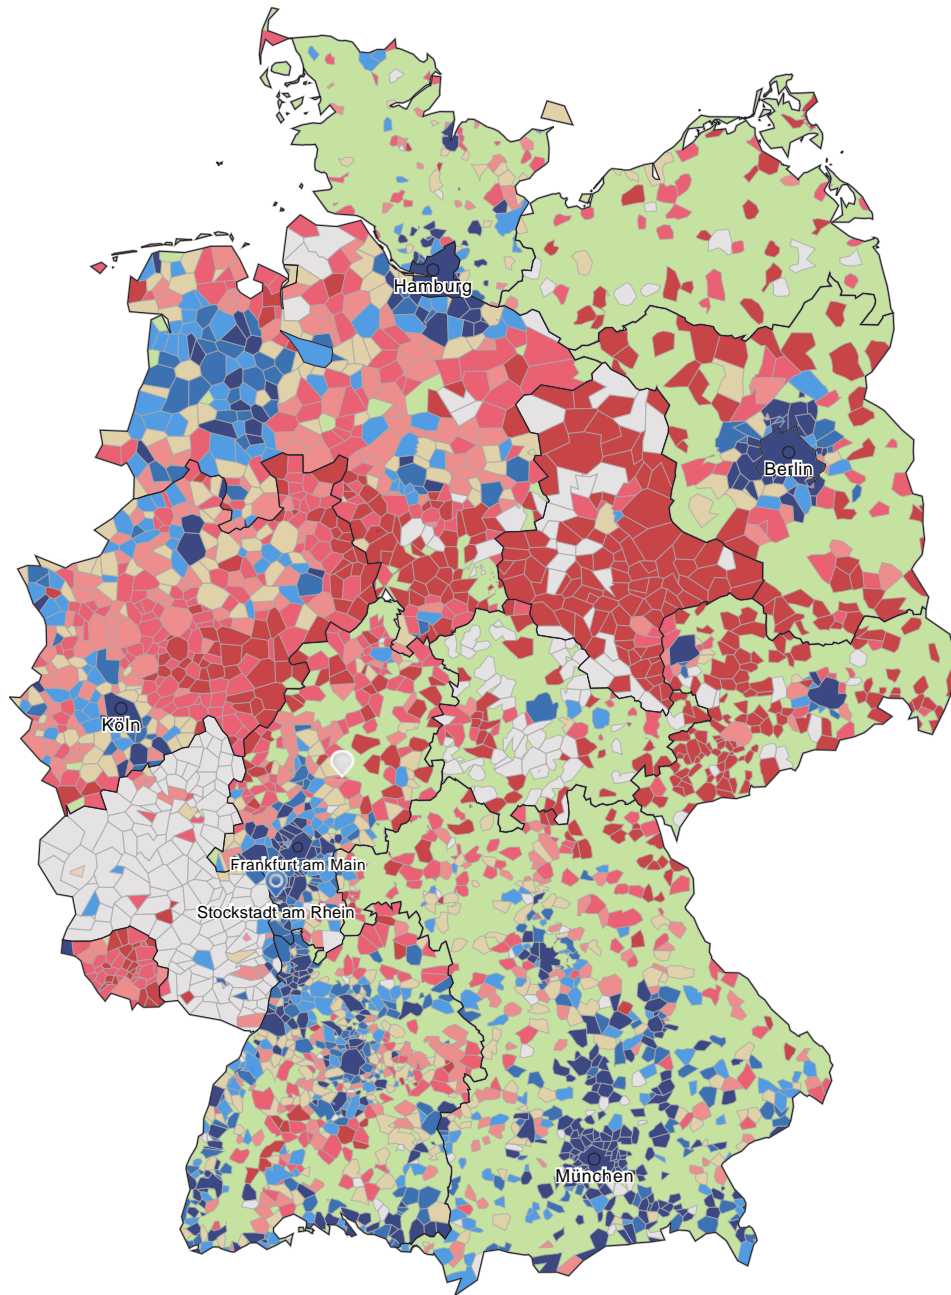 Hamburg
Berlin
Köln
Frankfurt am Main
Stockstadt am Rhein
München